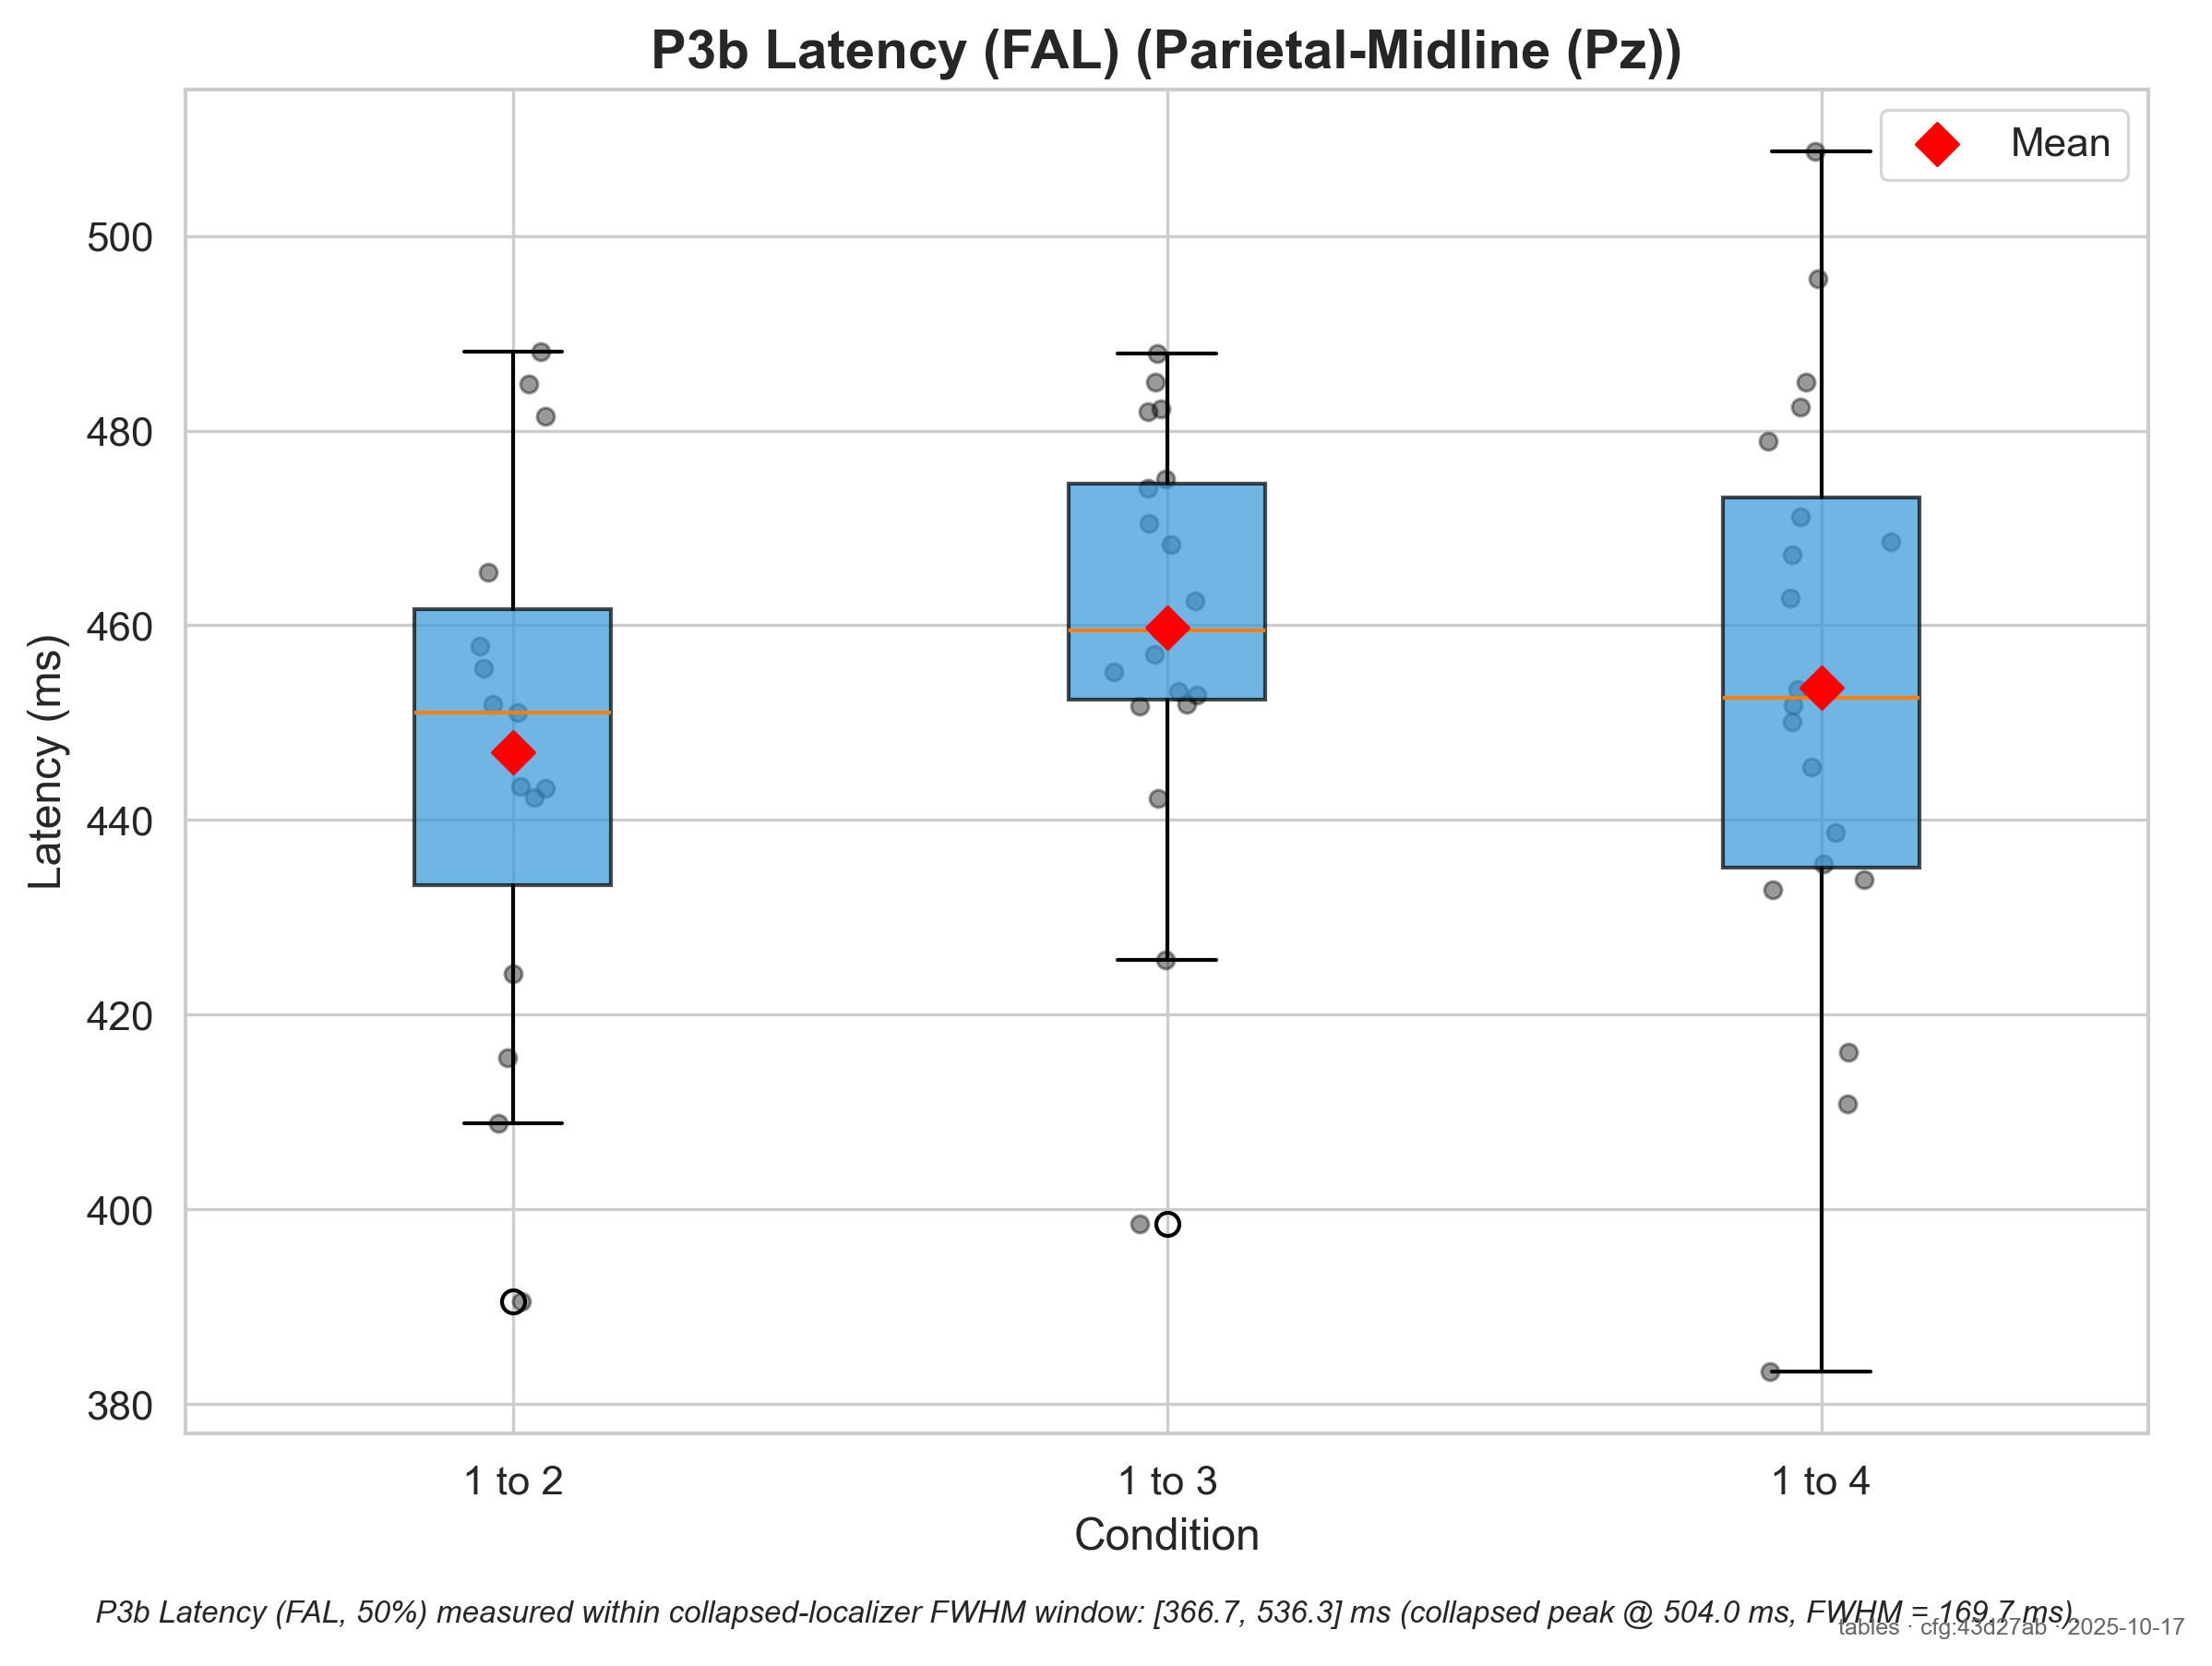 P3b Latency (FAL) (Parietal-Midline (Pz))
Mean
Latency (ms)
500
480
460
440
420
400
380
1 to 2
1 to 3
1 to 4
Condition
P3b Latency (FAL, 50%) measured within collapsed-localizer FWHM window: [366.7, 536.3] ms (collapsed peak @ 504.0 ms, FWHM = 169.7 ms).
tables · cfg:43d27ab · 2025-10-17